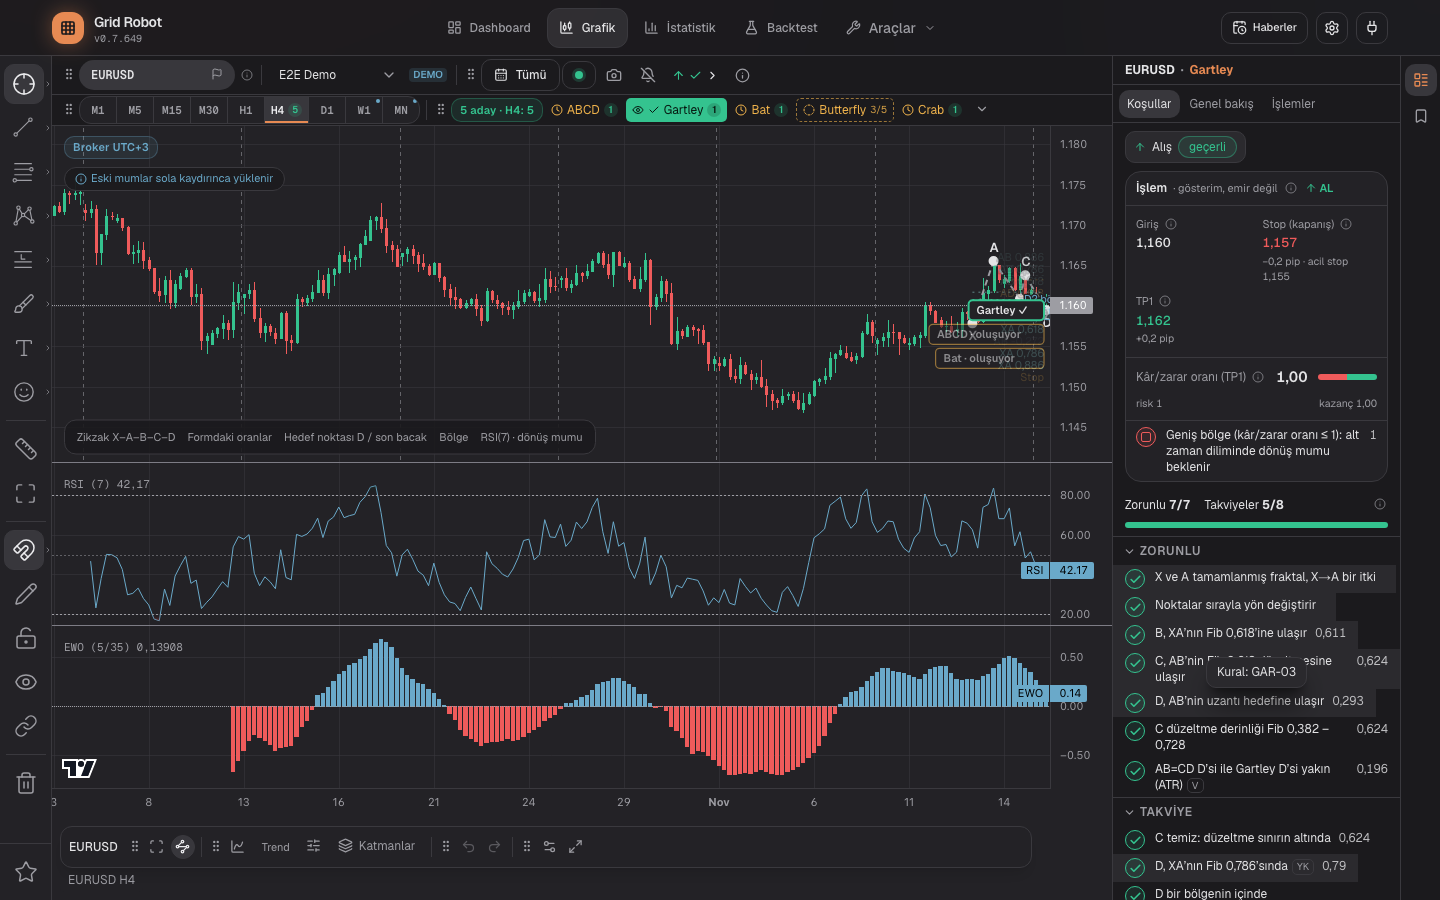 Grid Robot
v0.7.649
Dashboard
Grafik
İstatistik
Backtest
Araçlar
Haberler
EURUSD
E2E Demo
DEMO
Tümü
M1 M5 M15 M30 H1 H4 5 D1 W1 MN
5 aday · H4: 5
ABCD 1
Gartley 1
Bat 1
Butterfly 3/5
Crab 1
Broker UTC+3
Eski mumlar sola kaydırınca yüklenir
A
C
Gartley ✓
ABCD oluşuyor
X
Bat · oluşuyor
XA 0,618
XA 0,786
XA 0,886
Stop
1.180
1.175
1.170
1.165
1.160
1.155
1.150
1.145
Zikzak X–A–B–C–D Formdaki oranlar Hedef noktası D / son bacak Bölge RSI(7) · dönüş mumu
RSI (7) 42,17
80.00
60.00
RSI 42.17
20.00
EWO (5/35) 0,13908
0.50
EWO 0.14
0.00
−0.50
3 8 13 16 21 24 29 Nov 6 11 14
EURUSD
Trend
Katmanlar
EURUSD H4
EURUSD · Gartley
Koşullar Genel bakış İşlemler
↑ Alış geçerli
İşlem · gösterim, emir değil ↑ AL
Giriş
1,160
Stop (kapanış)
1,157
−0,2 pip · acil stop
1,155
TP1
1,162
+0,2 pip
Kâr/zarar oranı (TP1) 1,00
risk 1 kazanç 1,00
Geniş bölge (kâr/zarar oranı ≤ 1): alt 1
zaman diliminde dönüş mumu
beklenir
Zorunlu 7/7 Takviyeler 5/8
ZORUNLU
X ve A tamamlanmış fraktal, X→A bir itki
Noktalar sırayla yön değiştirir
B, XA'nın Fib 0,618'ine ulaşır 0,611
C, AB'nin Fib 0,624
ulaşır
Kural: GAR-03
D, AB'nin uzantı hedefine ulaşır 0,293
C düzeltme derinliği Fib 0,382 – 0,624
0,728
AB=CD D'si ile Gartley D'si yakın 0,196
(ATR) V
TAKVİYE
C temiz: düzeltme sınırın altında 0,624
D, XA'nın Fib 0,786'sında YK 0,79
D bir bölgenin içinde